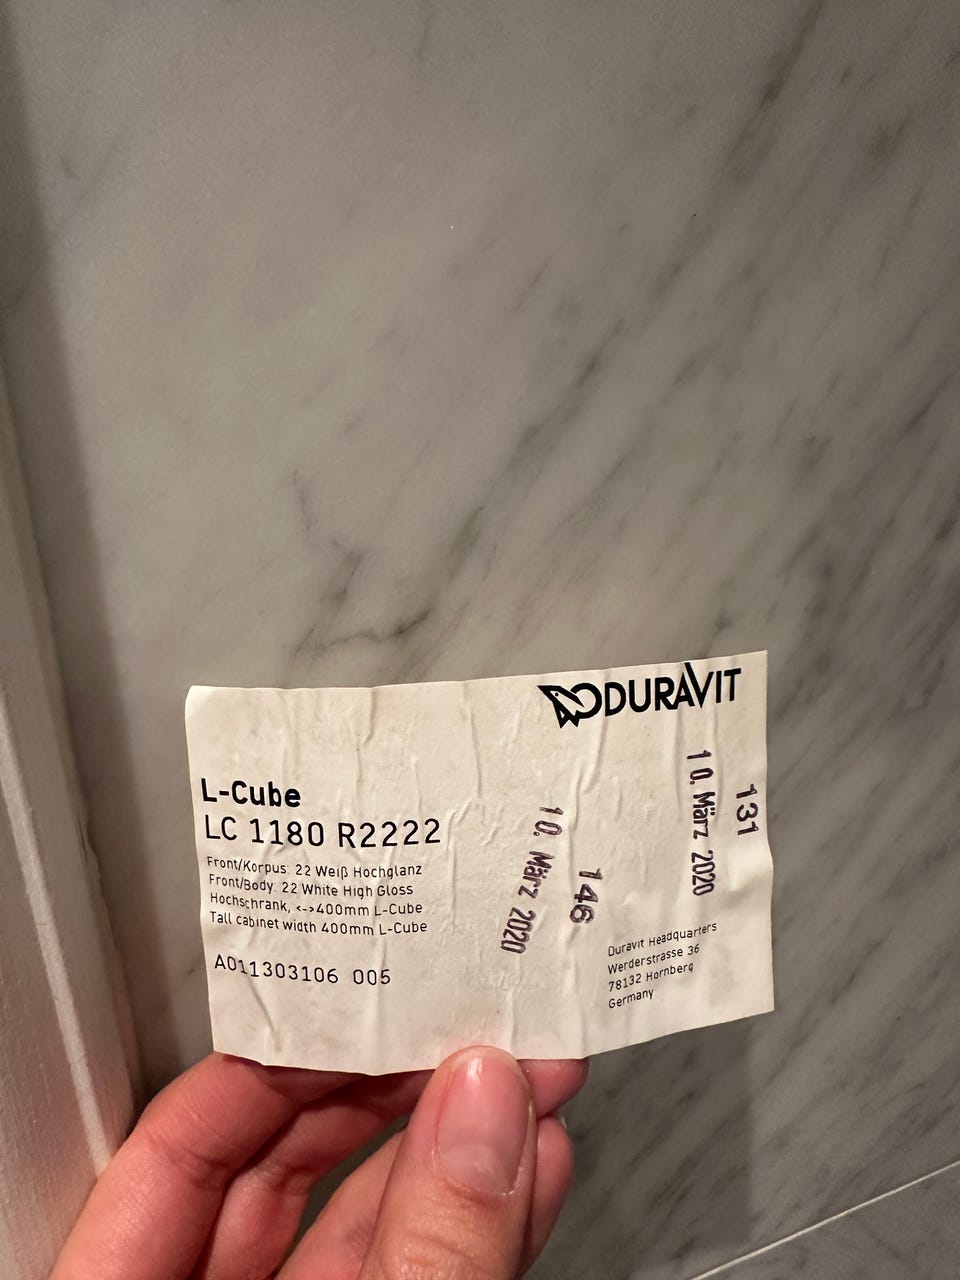 DURAVIT
L-Cube
LC 1180 R2222
Front/Korpus: 22 Weiß Hochglanz
Front/Body: 22 White High Gloss
Hochschrank, <->400mm L-Cube
Tall cabinet width 400mm L-Cube
A011303106 005
10. März 2020
146
10. März 2020
131
Duravit Headquarters
Werderstrasse 36
78132 Hornberg
Germany